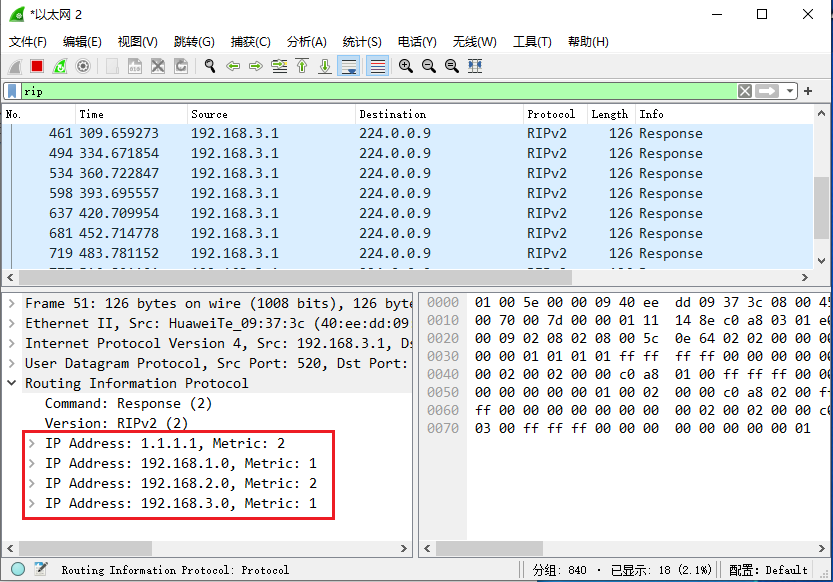 *以太网 2
文件(F) 编辑(E) 视图(V) 跳转(G) 捕获(C) 分析(A) 统计(S) 电话(Y) 无线(W) 工具(T) 帮助(H)
rip
No. Time Source Destination Protocol Length Info
461 309.659273 192.168.3.1 224.0.0.9 RIPv2 126 Response
494 334.671854 192.168.3.1 224.0.0.9 RIPv2 126 Response
534 360.722847 192.168.3.1 224.0.0.9 RIPv2 126 Response
598 393.695557 192.168.3.1 224.0.0.9 RIPv2 126 Response
637 420.709954 192.168.3.1 224.0.0.9 RIPv2 126 Response
681 452.714778 192.168.3.1 224.0.0.9 RIPv2 126 Response
719 483.781152 192.168.3.1 224.0.0.9 RIPv2 126 Response
Frame 51: 126 bytes on wire (1008 bits), 126 byte
Ethernet II, Src: HuaweiTe_09:37:3c (40:ee:dd:09
Internet Protocol Version 4, Src: 192.168.3.1, Ds
User Datagram Protocol, Src Port: 520, Dst Port:
Routing Information Protocol
Command: Response (2)
Version: RIPv2 (2)
IP Address: 1.1.1.1, Metric: 2
IP Address: 192.168.1.0, Metric: 1
IP Address: 192.168.2.0, Metric: 2
IP Address: 192.168.3.0, Metric: 1
0000 01 00 5e 00 00 09 40 ee dd 09 37 3c 08 00 45
0010 00 70 00 7d 00 00 01 11 14 8e c0 a8 03 01 e0
0020 00 09 02 08 02 08 00 5c 0e 64 02 02 00 00 00
0030 00 00 01 01 01 01 ff ff ff ff 00 00 00 00 00
0040 00 02 00 02 00 00 c0 a8 01 00 ff ff ff 00 00
0050 00 00 00 00 00 01 00 02 00 00 c0 a8 02 00 ff
0060 ff 00 00 00 00 00 00 00 00 02 00 02 00 00 c0
0070 03 00 ff ff ff 00 00 00 00 00 00 00 01
Routing Information Protocol: Protocol 分组: 840 · 已显示: 18 (2.1%) 配置: Default